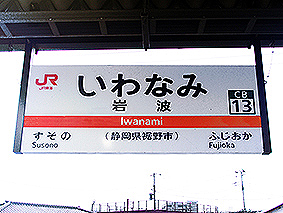 JR
JR東海
いわなみ
岩波
CB
13
Iwanami
すその
Susono
(静岡県裾野市)
ふじおか
Fujioka